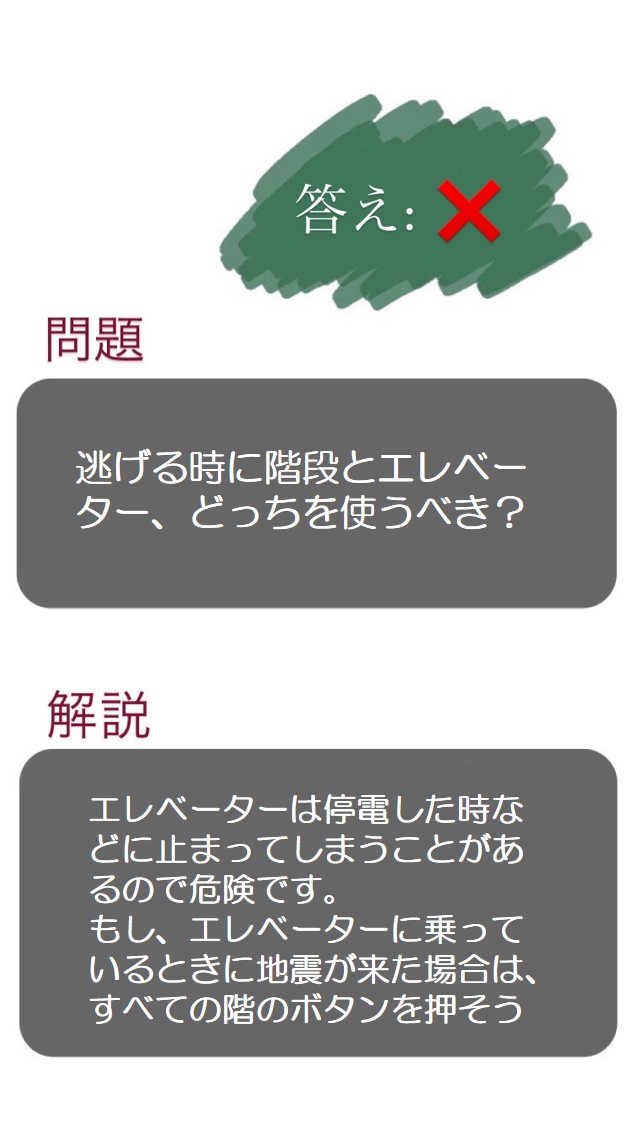 答え: ❌
問題
逃げる時に階段とエレベー
ター、どっちを使うべき？
解説
エレベーターは停電した時な
どに止まってしまうことがあ
るので危険です。
もし、エレベーターに乗って
いるときに地震が来た場合は、
すべての階のボタンを押そう